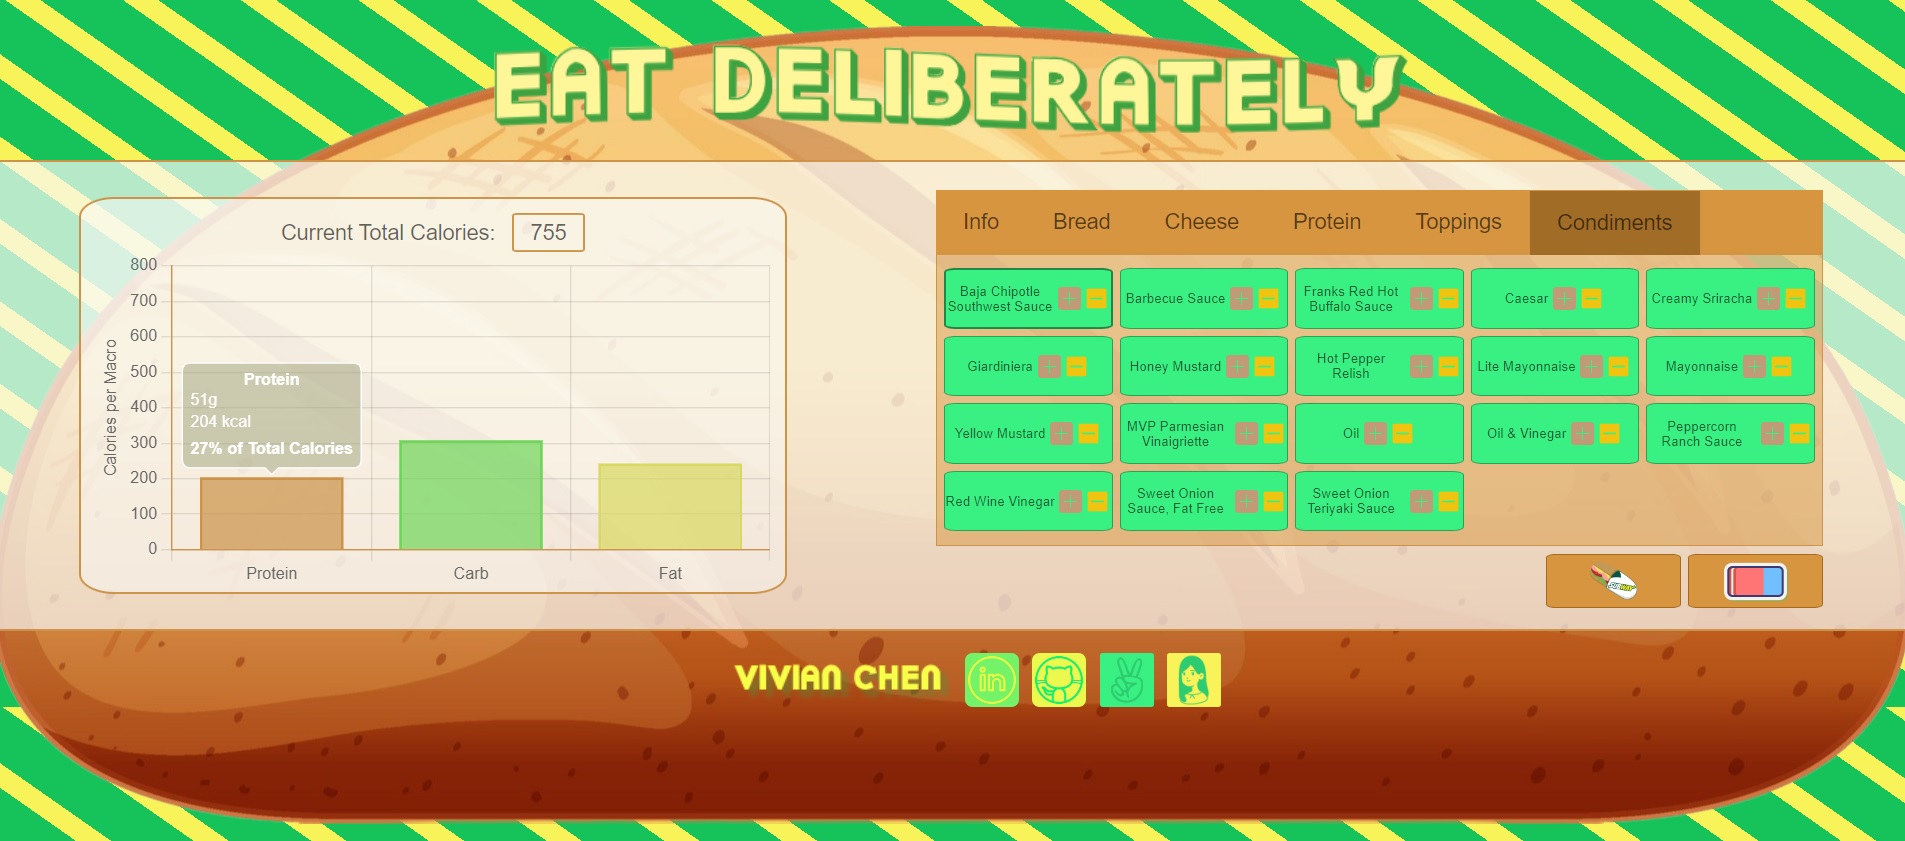 EAT DELIBERATELY
Current Total Calories: 755
800
700
600
500
400
300
200
100
0
Calories per Macro
Protein
51g
204 kcal
27% of Total Calories
Protein Carb Fat
Info Bread Cheese Protein Toppings Condiments
Baja Chipotle
Southwest Sauce
Barbecue Sauce
Franks Red Hot
Buffalo Sauce
Caesar
Creamy Sriracha
Giardiniera
Honey Mustard
Hot Pepper
Relish
Lite Mayonnaise
Mayonnaise
Yellow Mustard
MVP Parmesian
Vinaigriette
Oil
Oil & Vinegar
Peppercorn
Ranch Sauce
Red Wine Vinegar
Sweet Onion
Sauce, Fat Free
Sweet Onion
Teriyaki Sauce
SUBWAY
VIVIAN CHEN
in